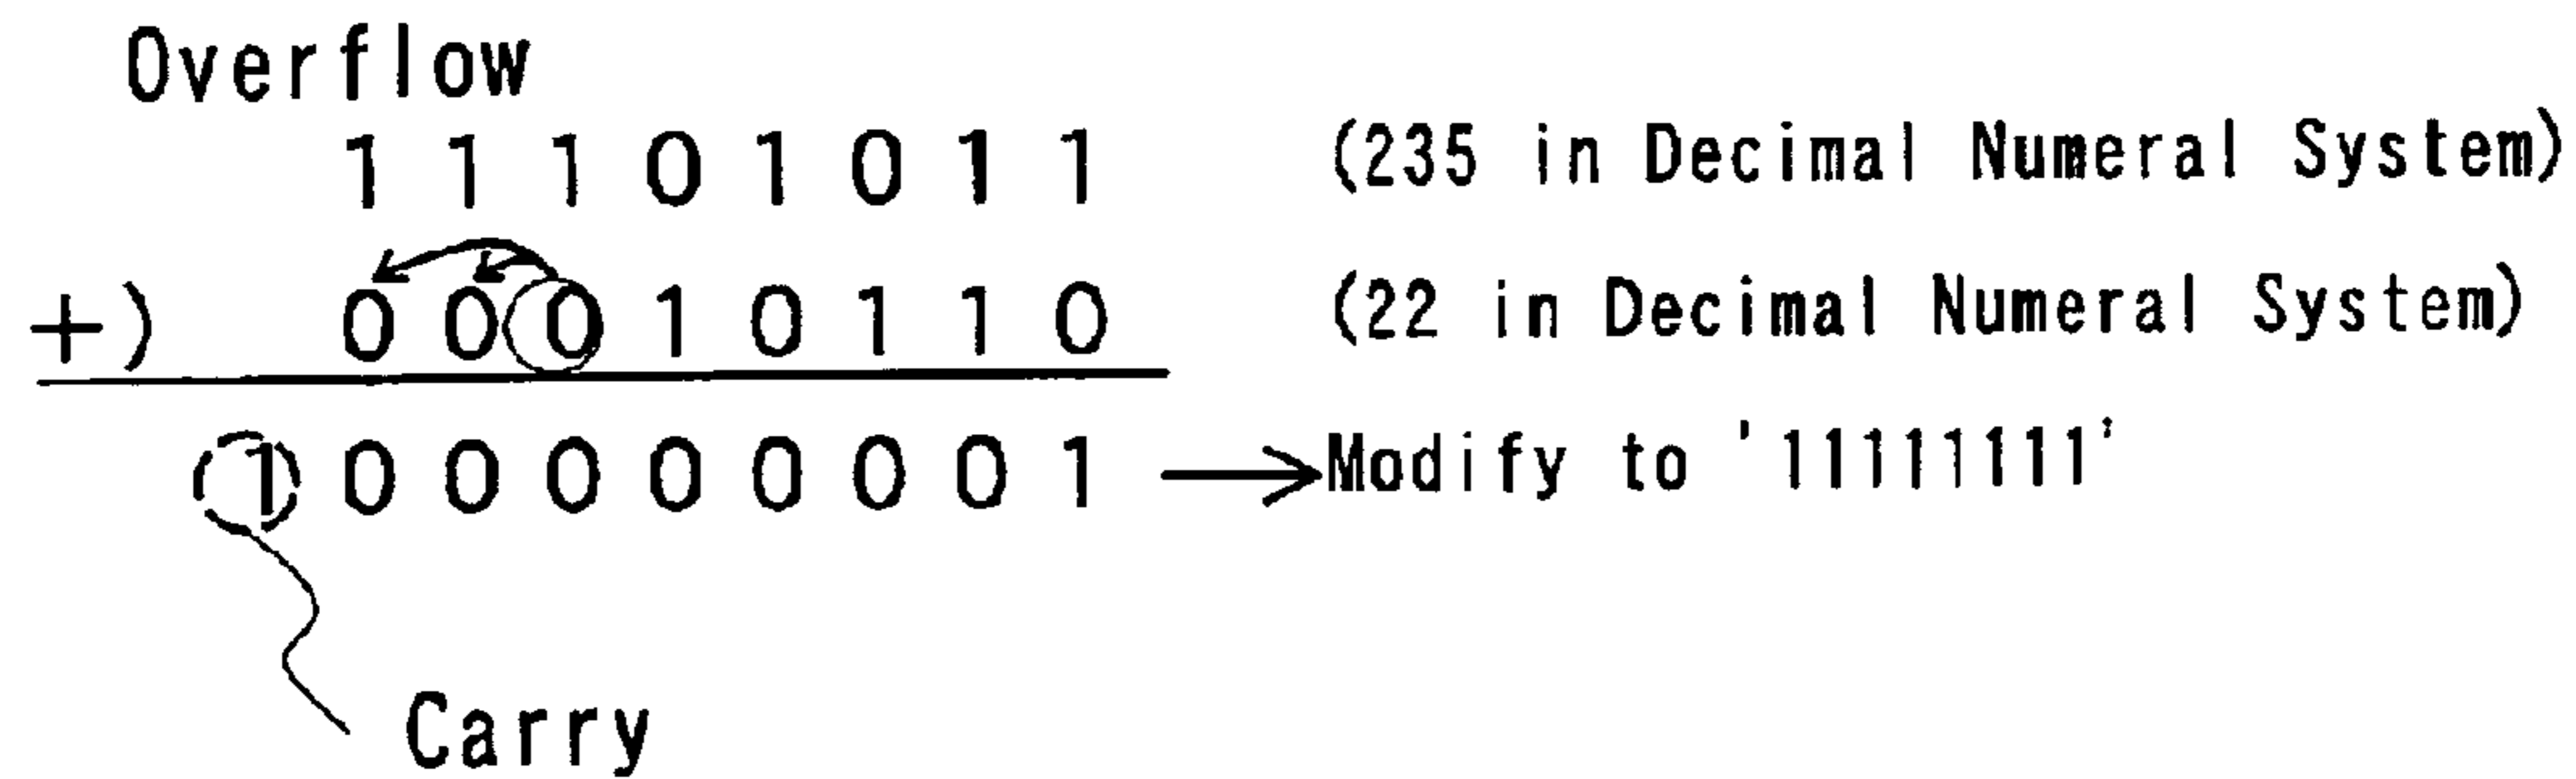 Overflow
1 1 1 0 1 0 1 1 (235 in Decimal Numeral System)
+) 0 0 0 1 0 1 1 0 (22 in Decimal Numeral System)
1 0 0 0 0 0 0 0 1 → Modify to '11111111'
Carry